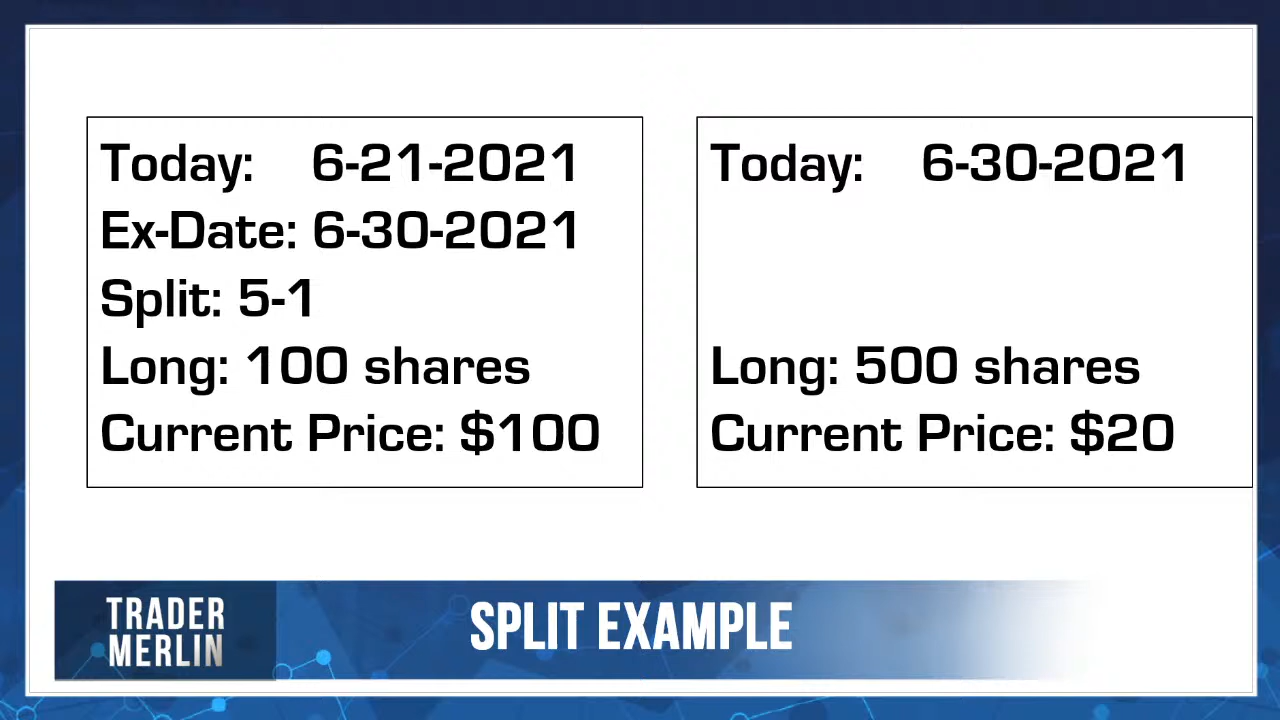 Today: 6-21-2021
Ex-Date: 6-30-2021
Split: 5-1
Long: 100 shares
Current Price: $100
Today: 6-30-2021
Long: 500 shares
Current Price: $20
TRADER
MERLIN
SPLIT EXAMPLE